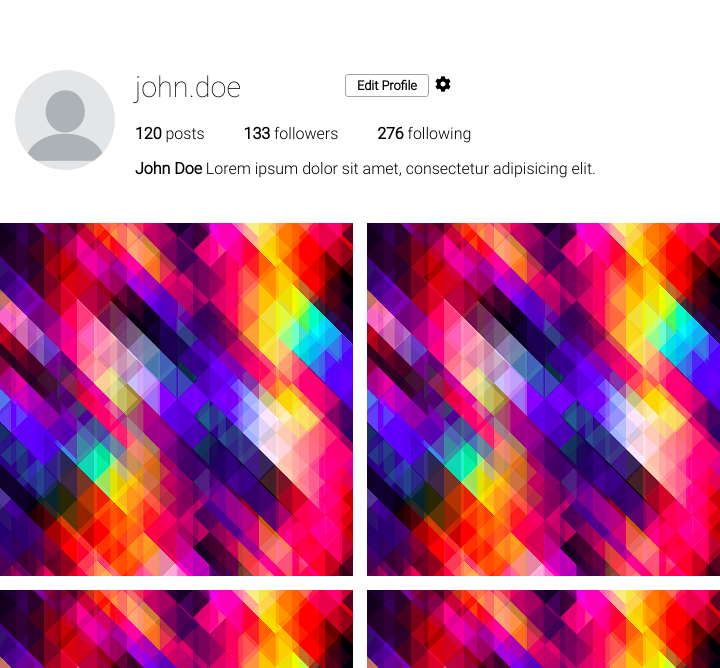 john.doe Edit Profile
120 posts 133 followers 276 following
John Doe Lorem ipsum dolor sit amet, consectetur adipisicing elit.